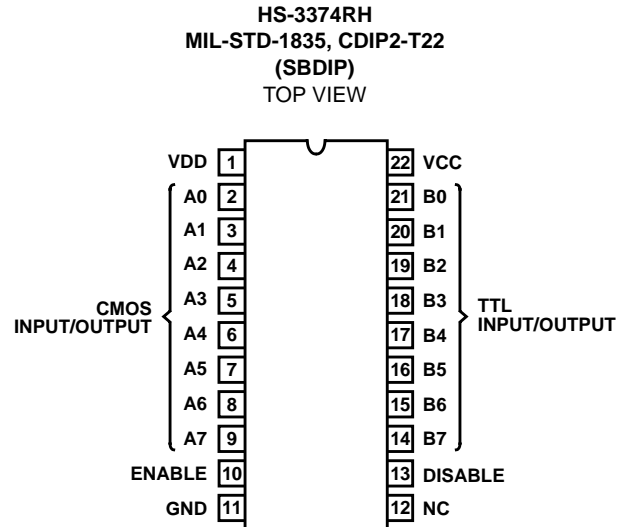 HS-3374RH
MIL-STD-1835, CDIP2-T22
(SBDIP)
TOP VIEW
VDD 1 22 VCC
A0 2 21 B0
A1 3 20 B1
A2 4 19 B2
A3 5 18 B3
CMOS
INPUT/OUTPUT
TTL
INPUT/OUTPUT
A4 6 17 B4
A5 7 16 B5
A6 8 15 B6
A7 9 14 B7
ENABLE 10 13 DISABLE
GND 11 12 NC